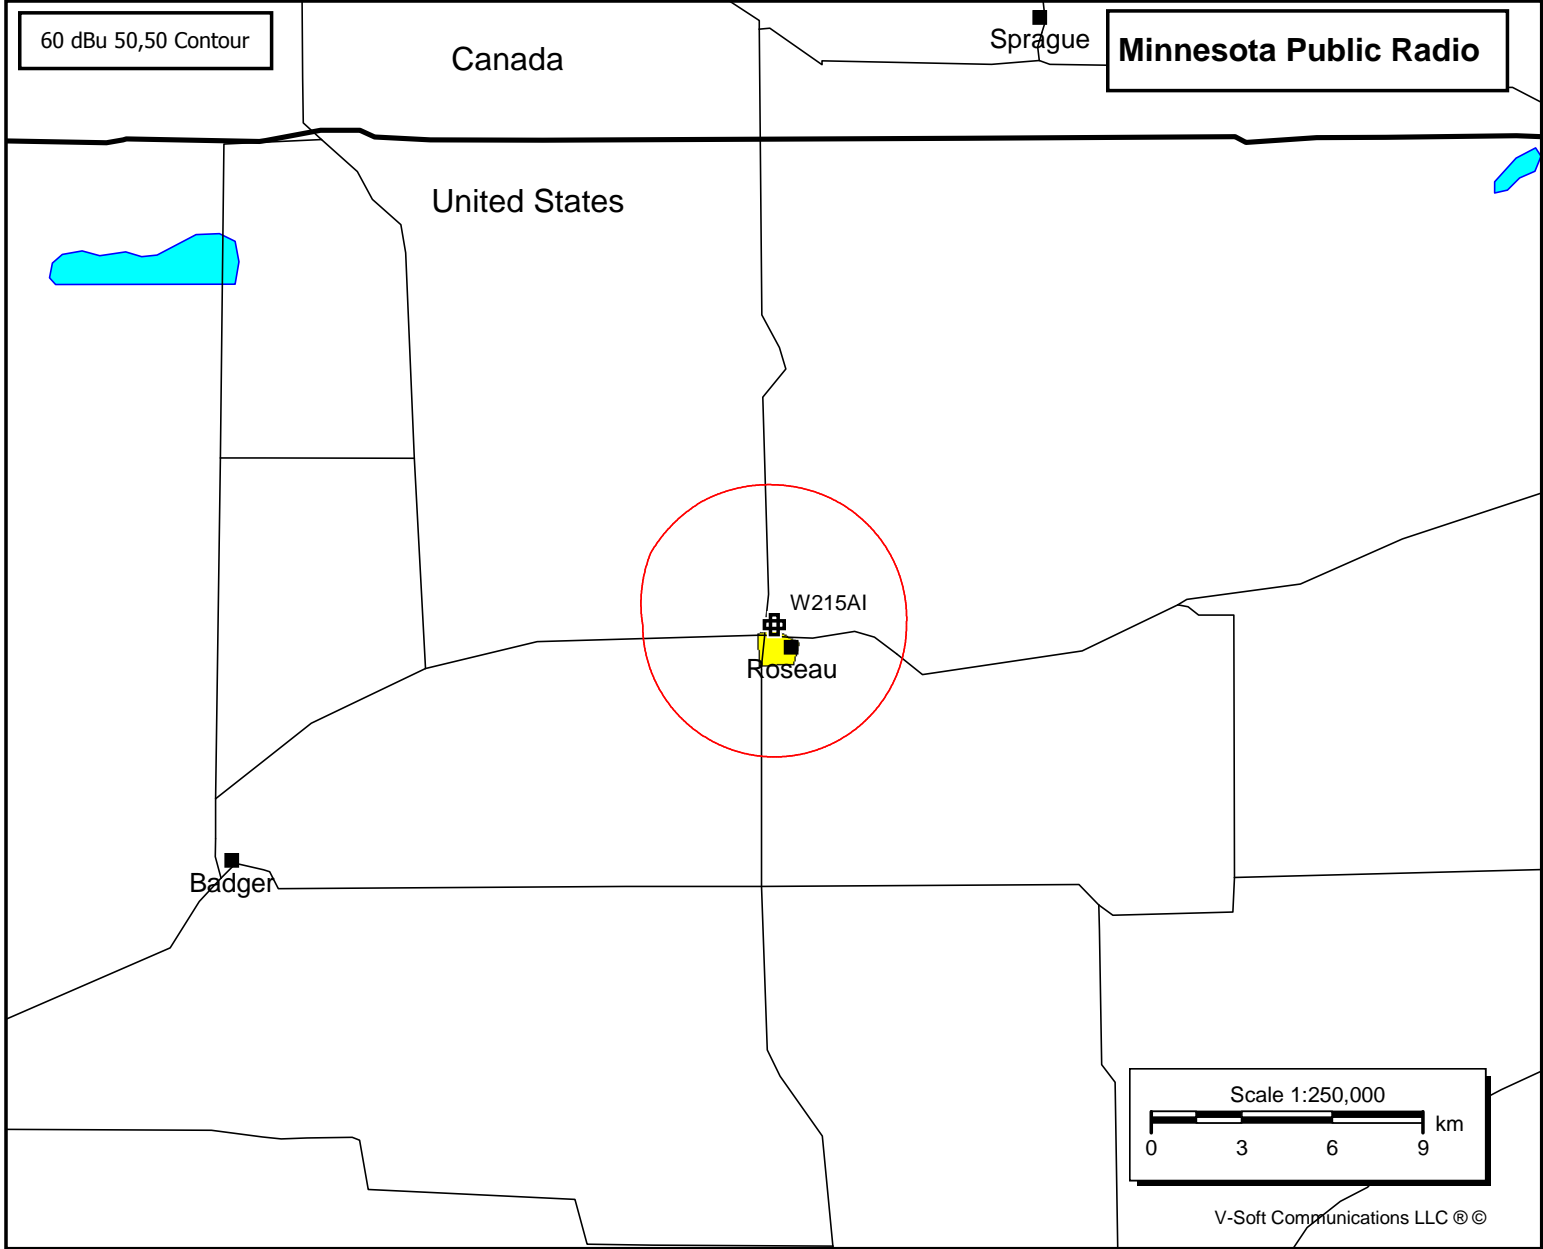 60 dBu 50,50 Contour
Canada
Sprague
Minnesota Public Radio
United States
W215AI
Roseau
Badger
Scale 1:250,000
km
0 3 6 9
V-Soft Communications LLC ® ©